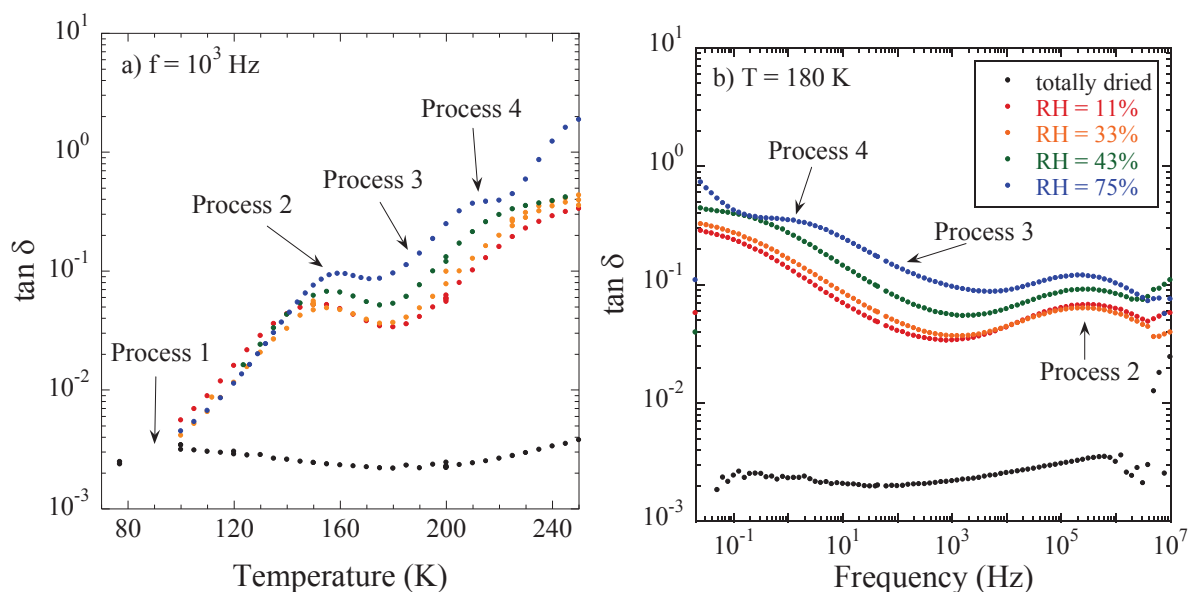 a) f = 10³ Hz
Process 4
Process 3
Process 2
Process 1
tan δ
10¹
10⁰
10⁻¹
10⁻²
10⁻³
80
120
160
200
240
Temperature (K)
b) T = 180 K
totally dried
RH = 11%
RH = 33%
RH = 43%
RH = 75%
Process 4
Process 3
Process 2
tan δ
10¹
10⁰
10⁻¹
10⁻²
10⁻³
10⁻¹
10¹
10³
10⁵
10⁷
Frequency (Hz)